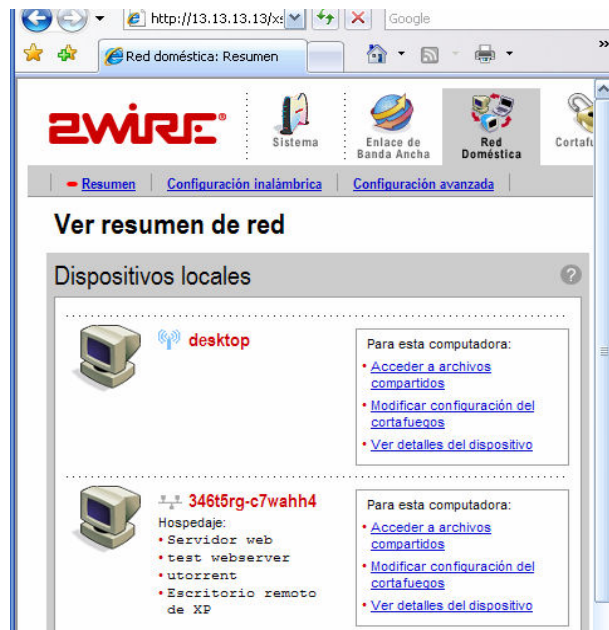 http://13.13.13.13/x
Google
Red doméstica: Resumen
2WIRE
Sistema
Enlace de
Banda Ancha
Red
Doméstica
Resumen
Configuración inalámbrica
Configuración avanzada
Ver resumen de red
Dispositivos locales
?
desktop
Para esta computadora:
• Acceder a archivos
compartidos
• Modificar configuración del
cortafuegos
• Ver detalles del dispositivo
346t5rg-c7wahh4
Hospedaje:
• Servidor web
• test webserver
• utorrent
• Escritorio remoto
de XP
Para esta computadora:
• Acceder a archivos
compartidos
• Modificar configuración del
cortafuegos
• Ver detalles del dispositivo